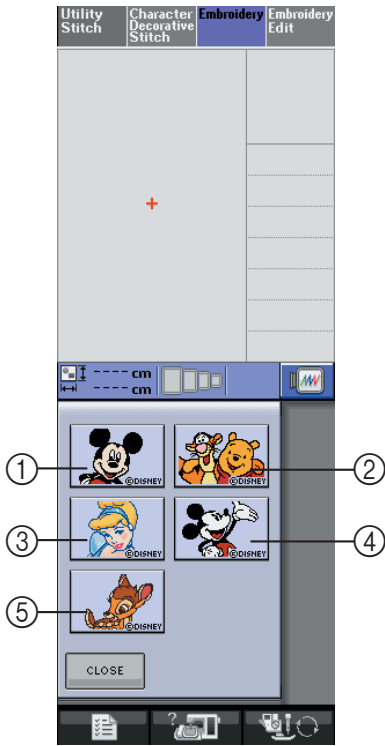 Utility
Stitch
Character
Decorative
Stitch
Embroidery
Embroidery
Edit
---- cm
---- cm
①
©DISNEY
©DISNEY
②
③
©DISNEY
©DISNEY
④
⑤
©DISNEY
CLOSE
?